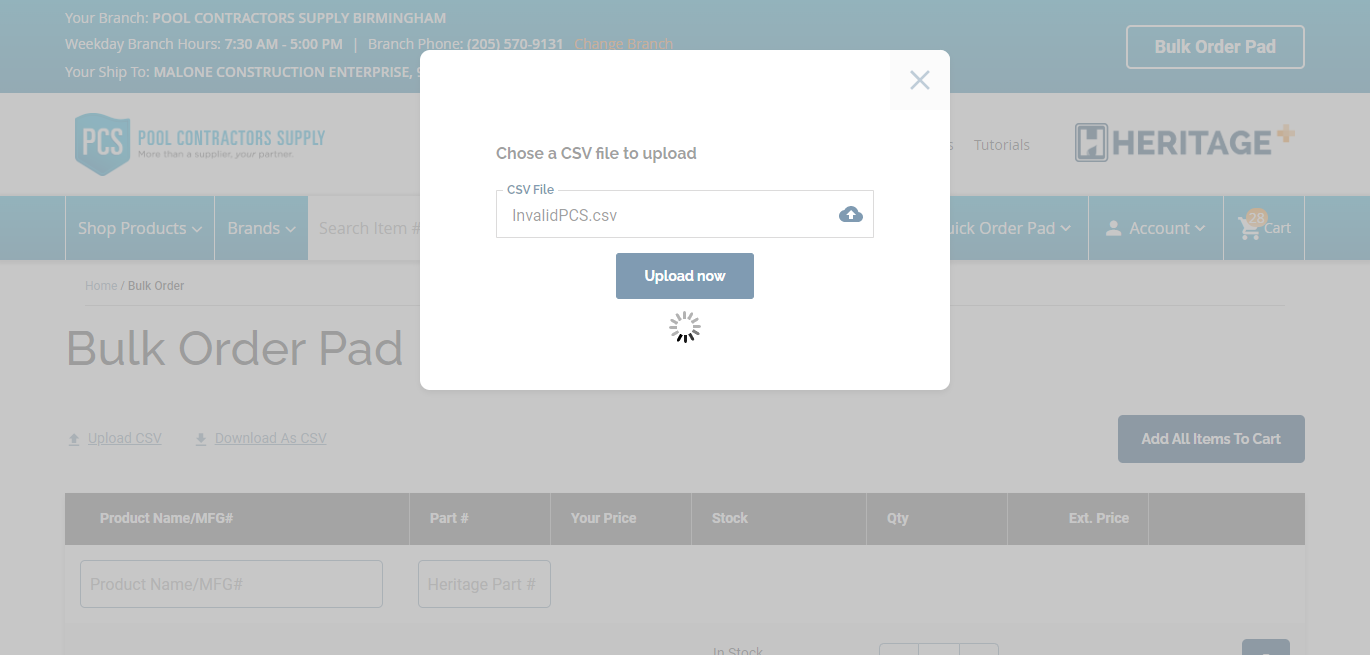 Your Branch: POOL CONTRACTORS SUPPLY BIRMINGHAM
Weekday Branch Hours: 7:30 AM - 5:00 PM | Branch Phone: (205) 570-9131 Change Branch
Your Ship To: MALONE CONSTRUCTION ENTERPRISE,
Bulk Order Pad
PCS POOL CONTRACTORS SUPPLY
More than a supplier, your partner.
Tutorials
HERITAGE+
Chose a CSV file to upload
CSV File
InvalidPCS.csv
Upload now
Shop Products
Brands
Search Item #
uick Order Pad
Account
28
Cart
Home / Bulk Order
Bulk Order Pad
Upload CSV
Download As CSV
Add All Items To Cart
Product Name/MFG# Part # Your Price Stock Qty Ext. Price
Product Name/MFG# Heritage Part #
In Stock